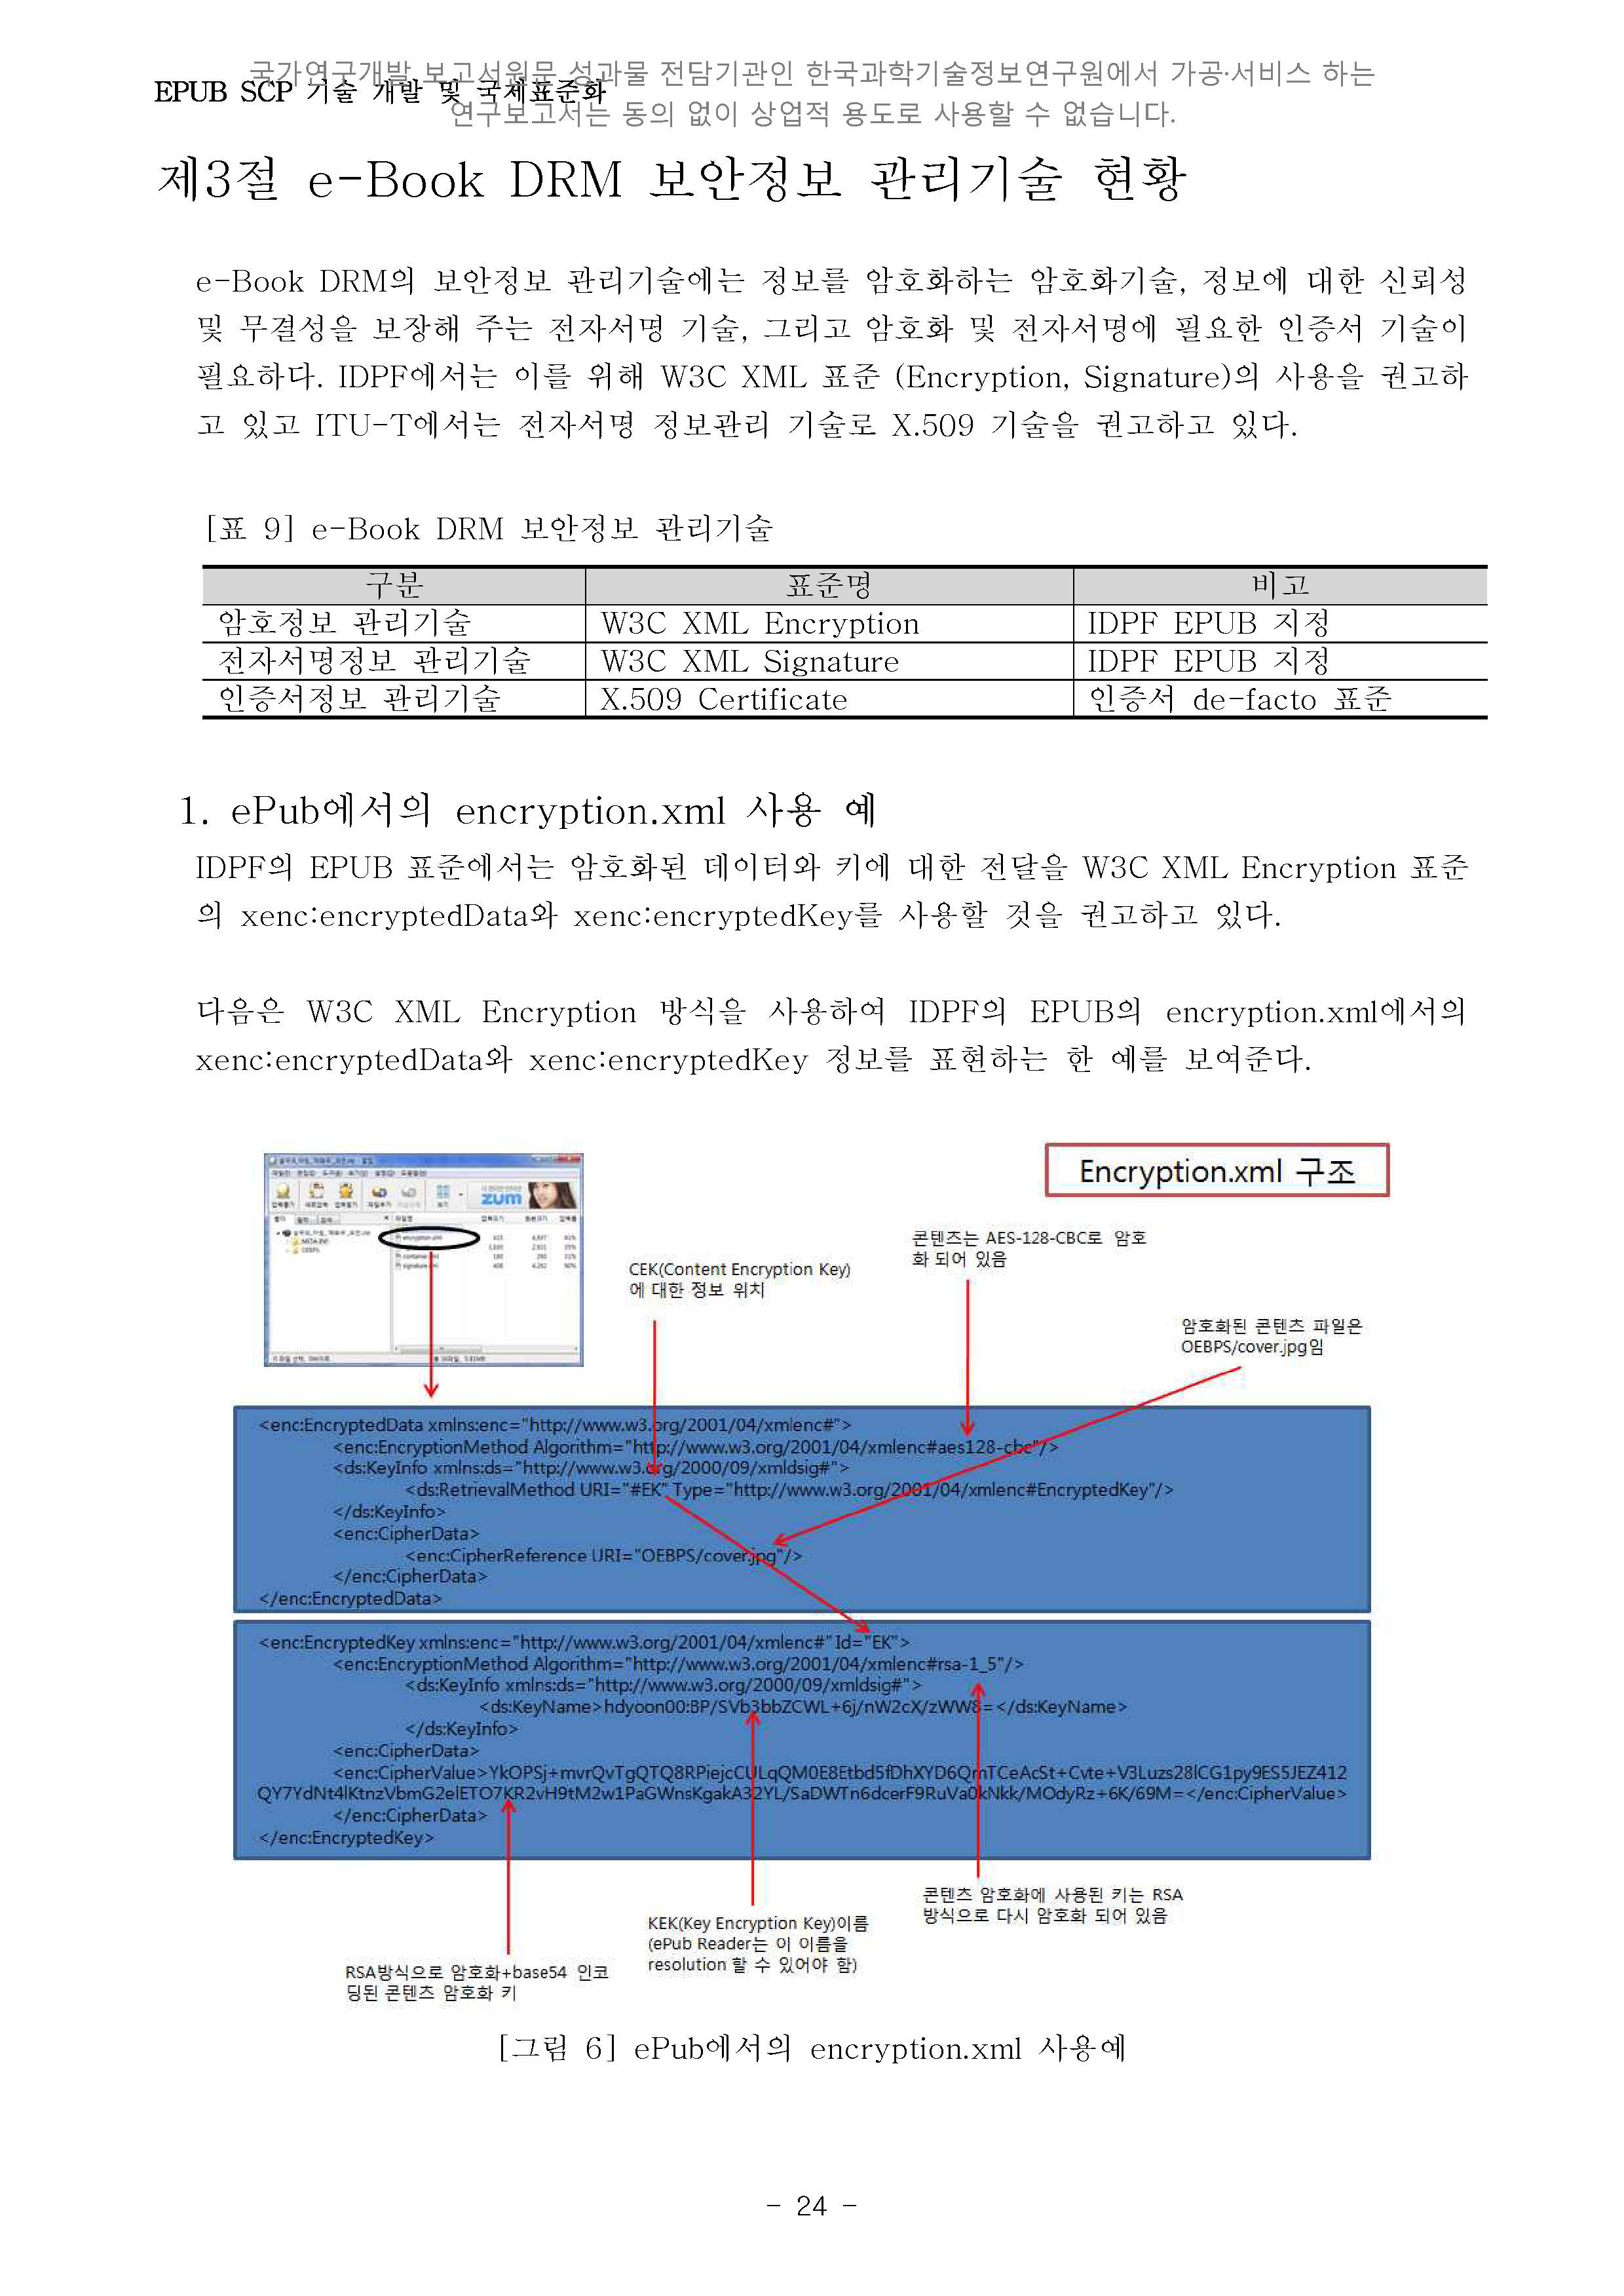 국가연구개발 보고서원문 성과물 전담기관인 한국과학기술정보연구원에서 가공·서비스 하는
연구보고서는 동의 없이 상업적 용도로 사용할 수 없습니다.
EPUB SCP 기술 개발 및 국제표준화
제3절 e-Book DRM 보안정보 관리기술 현황
e-Book DRM의 보안정보 관리기술에는 정보를 암호화하는 암호화기술, 정보에 대한 신뢰성
및 무결성을 보장해 주는 전자서명 기술, 그리고 암호화 및 전자서명에 필요한 인증서 기술이
필요하다. IDPF에서는 이를 위해 W3C XML 표준 (Encryption, Signature)의 사용을 권고하
고 있고 ITU-T에서는 전자서명 정보관리 기술로 X.509 기술을 권고하고 있다.
[표 9] e-Book DRM 보안정보 관리기술
구분 표준명 비고
암호정보 관리기술 W3C XML Encryption IDPF EPUB 지정
전자서명정보 관리기술 W3C XML Signature IDPF EPUB 지정
인증서정보 관리기술 X.509 Certificate 인증서 de-facto 표준
1. ePub에서의 encryption.xml 사용 예
IDPF의 EPUB 표준에서는 암호화된 데이터와 키에 대한 전달을 W3C XML Encryption 표준
의 xenc:encryptedData와 xenc:encryptedKey를 사용할 것을 권고하고 있다.
다음은 W3C XML Encryption 방식을 사용하여 IDPF의 EPUB의 encryption.xml에서의
xenc:encryptedData와 xenc:encryptedKey 정보를 표현하는 한 예를 보여준다.
Encryption.xml 구조
zum
콘텐츠는 AES-128-CBC로 암호
화 되어 있음
CEK(Content Encryption Key)
에 대한 정보 위치
암호화된 콘텐츠 파일은
OEBPS/cover.jpg임
<enc:EncryptedData xmlns:enc="http://www.w3.org/2001/04/xmlenc#">
<enc:EncryptionMethod Algorithm="http://www.w3.org/2001/04/xmlenc#aes128-cbc"/>
<ds:KeyInfo xmlns:ds="http://www.w3.org/2000/09/xmldsig#">
<ds:RetrievalMethod URI="#EK" Type="http://www.w3.org/2001/04/xmlenc#EncryptedKey"/>
</ds:KeyInfo>
<enc:CipherData>
<enc:CipherReference URI="OEBPS/cover.jpg"/>
</enc:CipherData>
</enc:EncryptedData>
<enc:EncryptedKey xmlns:enc="http://www.w3.org/2001/04/xmlenc#" Id="EK">
<enc:EncryptionMethod Algorithm="http://www.w3.org/2001/04/xmlenc#rsa-1_5"/>
<ds:KeyInfo xmlns:ds="http://www.w3.org/2000/09/xmldsig#">
<ds:KeyName>hdyoon00:BP/SVb3bbZCWL+6j/nW2cX/zWW8=</ds:KeyName>
</ds:KeyInfo>
<enc:CipherData>
<enc:CipherValue>YkOPSj+mvrQvTgQTQ8RPiejcCULqQM0E8Etbd5fDhXYD6QmTCeAcSt+Cvte+V3Luzs28lCG1py9ES5JEZ412
QY7YdNt4lKtnzVbmG2elETO7KR2vH9tM2w1PaGWnsKgakA32YL/SaDWTn6dcerF9RuVa0kNkk/MOdyRz+6K/69M=</enc:CipherValue>
</enc:CipherData>
</enc:EncryptedKey>
콘텐츠 암호화에 사용된 키는 RSA
방식으로 다시 암호화 되어 있음
KEK(Key Encryption Key)이름
(ePub Reader는 이 이름을
resolution 할 수 있어야 함)
RSA방식으로 암호화+base54 인코
딩된 콘텐츠 암호화 키
[그림 6] ePub에서의 encryption.xml 사용예
- 24 -